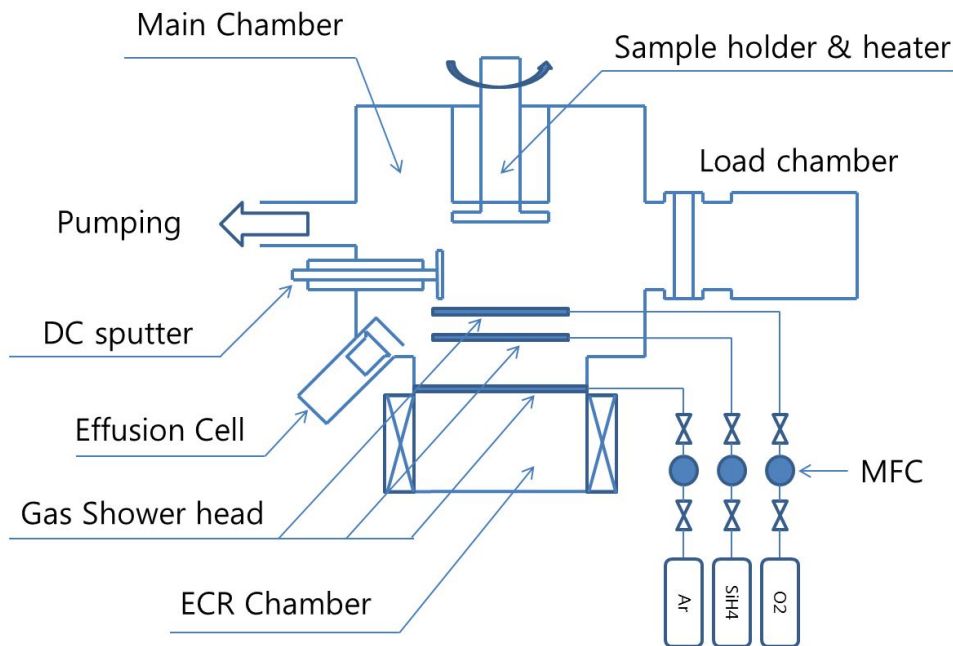 Main Chamber
Sample holder & heater
Load chamber
Pumping
DC sputter
Effusion Cell
MFC
Gas Shower head
ECR Chamber
Ar
SiH4
O2